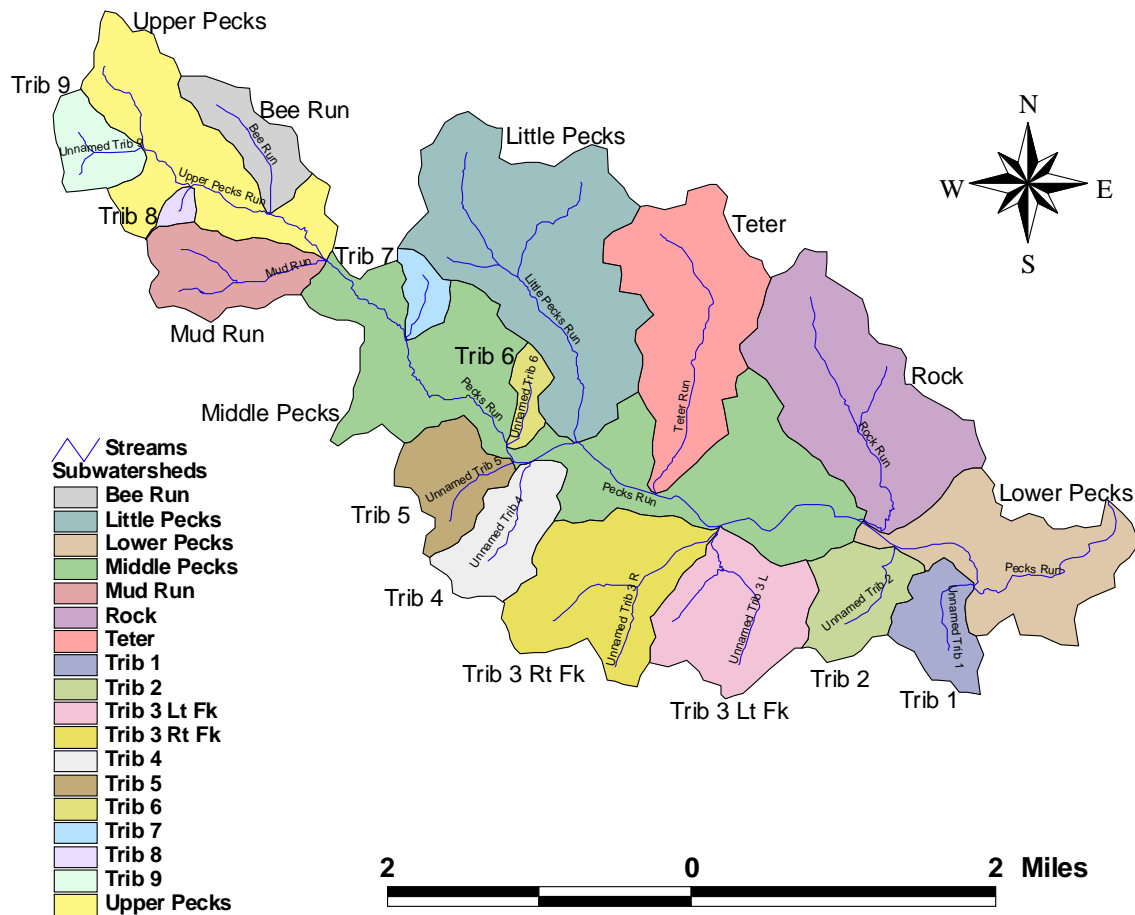 Upper Pecks
Trib 9
Bee Run
Bee Run
Unnamed Trib 9
Little Pecks
N
W
E
S
Upper Pecks Run
Trib 8
Teter
Trib 7
Mud Run
Teter Run
Little Pecks Run
Mud Run
Trib 6
Unnamed Trib 6
Rock
Pecks Run
Middle Pecks
Rock Run
Streams
Subwatersheds
Unnamed Trib 5
Lower Pecks
Pecks Run
Trib 5
Unnamed Trib 4
Pecks Run
Unnamed Trib 2
Trib 4
Unnamed Trib 3 R
Unnamed Trib 3 L
Unnamed Trib 1
Trib 3 Rt Fk
Trib 2
Trib 1
Trib 3 Lt Fk
Bee Run
Little Pecks
Lower Pecks
Middle Pecks
Mud Run
Rock
Teter
Trib 1
Trib 2
Trib 3 Lt Fk
Trib 3 Rt Fk
Trib 4
Trib 5
Trib 6
Trib 7
Trib 8
Trib 9
Upper Pecks
2 0 2 Miles